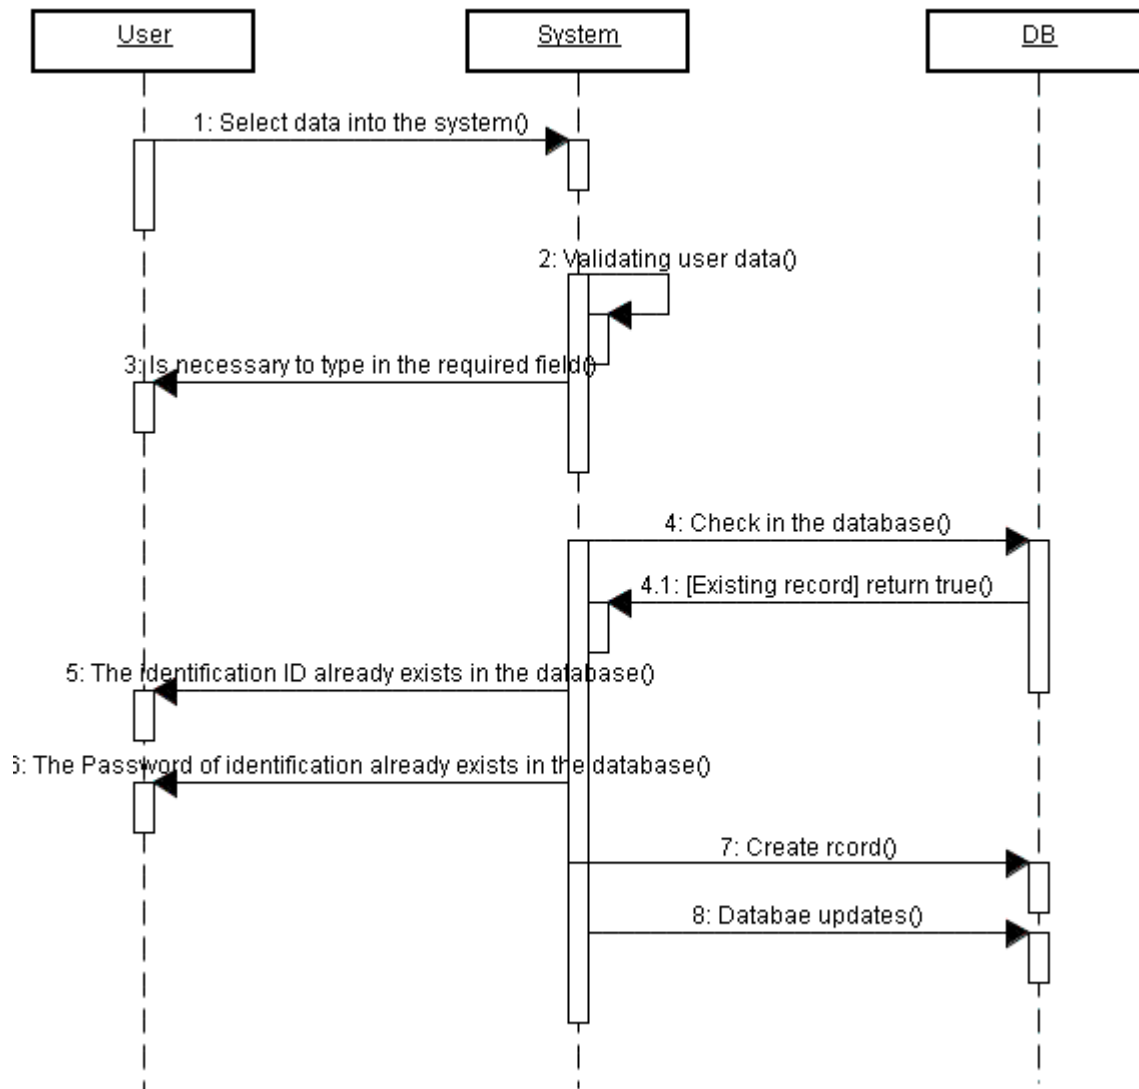 User
System
DB
1: Select data into the system()
2: Validating user data()
3: Is necessary to type in the required field()
4: Check in the database()
4.1: [Existing record] return true()
5: The identification ID already exists in the database()
6: The Password of identification already exists in the database()
7: Create rcord()
8: Databae updates()